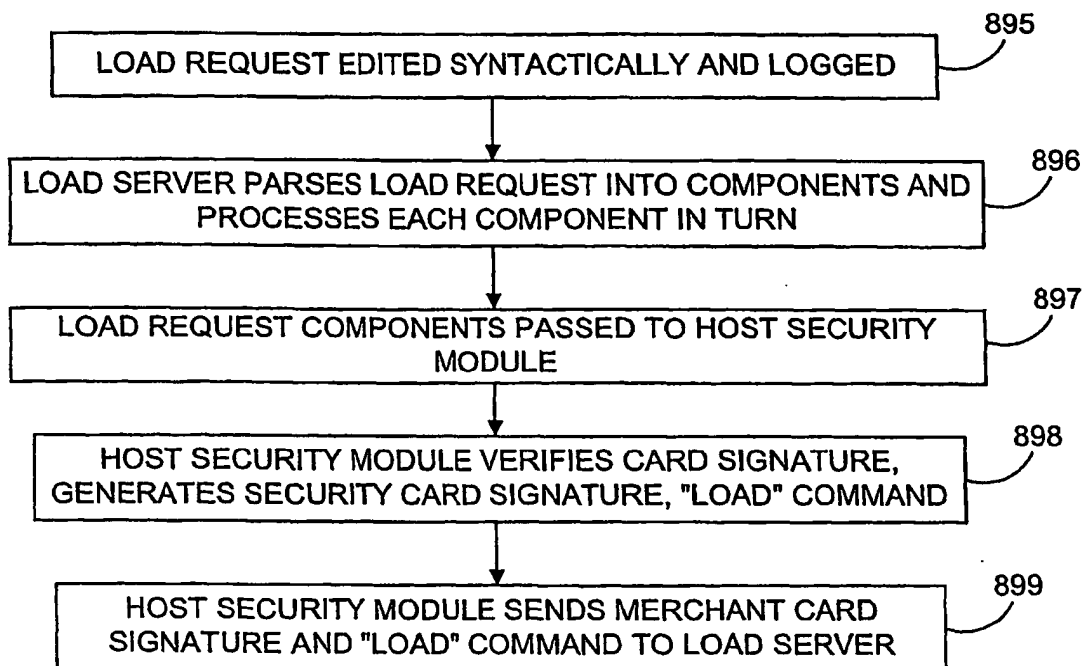 895
LOAD REQUEST EDITED SYNTACTICALLY AND LOGGED
896
LOAD SERVER PARSES LOAD REQUEST INTO COMPONENTS AND
PROCESSES EACH COMPONENT IN TURN
897
LOAD REQUEST COMPONENTS PASSED TO HOST SECURITY
MODULE
898
HOST SECURITY MODULE VERIFIES CARD SIGNATURE,
GENERATES SECURITY CARD SIGNATURE, "LOAD" COMMAND
899
HOST SECURITY MODULE SENDS MERCHANT CARD
SIGNATURE AND "LOAD" COMMAND TO LOAD SERVER